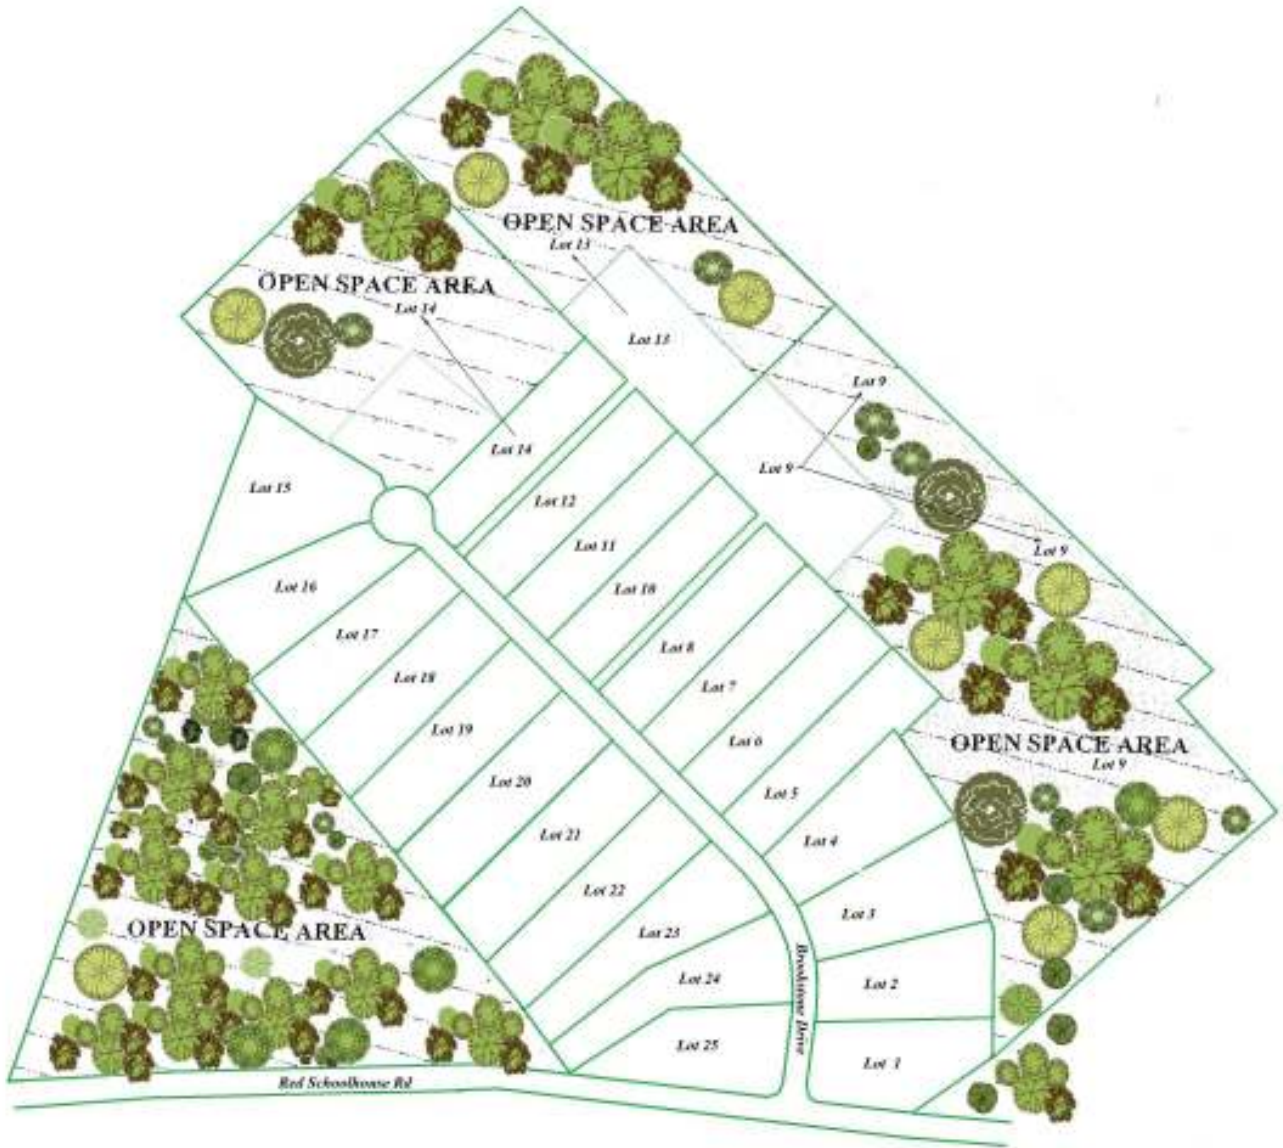 OPEN SPACE AREA
Lot 13
OPEN SPACE AREA
Lot 14
Lot 13
Lot 9
Lot 14
Lot 9
Lot 15
Lot 12
Lot 11
Lot 9
Lot 10
Lot 16
Lot 17
Lot 8
Lot 18
Lot 7
Lot 19
Lot 6
OPEN SPACE AREA
Lot 9
Lot 20
Lot 5
Lot 21
Lot 4
Lot 22
Lot 3
OPEN SPACE AREA
Lot 23
Lot 24
Lot 2
Brookstone Drive
Lot 25
Lot 1
Red Schoolhouse Rd